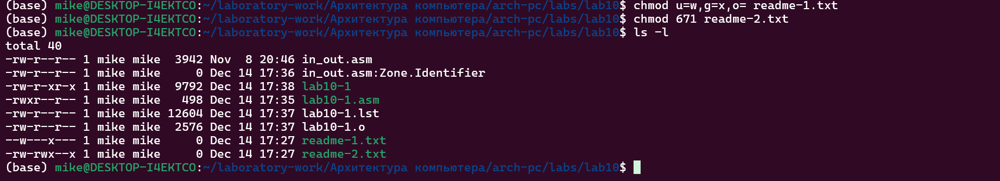 (base) mike@DESKTOP-I4EKTCO:~/laboratory-work/Архитектура компьютера/arch-pc/labs/lab10$ chmod u=w,g=x,o= readme-1.txt
(base) mike@DESKTOP-I4EKTCO:~/laboratory-work/Архитектура компьютера/arch-pc/labs/lab10$ chmod 671 readme-2.txt
(base) mike@DESKTOP-I4EKTCO:~/laboratory-work/Архитектура компьютера/arch-pc/labs/lab10$ ls -l
total 40
-rw-r--r-- 1 mike mike  3942 Nov  8 20:46 in_out.asm
-rw-r--r-- 1 mike mike     0 Dec 14 17:36 in_out.asm:Zone.Identifier
-rw-r-xr-x 1 mike mike  9792 Dec 14 17:38 lab10-1
-rwxr--r-- 1 mike mike   498 Dec 14 17:35 lab10-1.asm
-rw-r--r-- 1 mike mike 12604 Dec 14 17:37 lab10-1.lst
-rw-r--r-- 1 mike mike  2576 Dec 14 17:37 lab10-1.o
--w---x--- 1 mike mike     0 Dec 14 17:27 readme-1.txt
-rw-rwx--x 1 mike mike     0 Dec 14 17:27 readme-2.txt
(base) mike@DESKTOP-I4EKTCO:~/laboratory-work/Архитектура компьютера/arch-pc/labs/lab10$